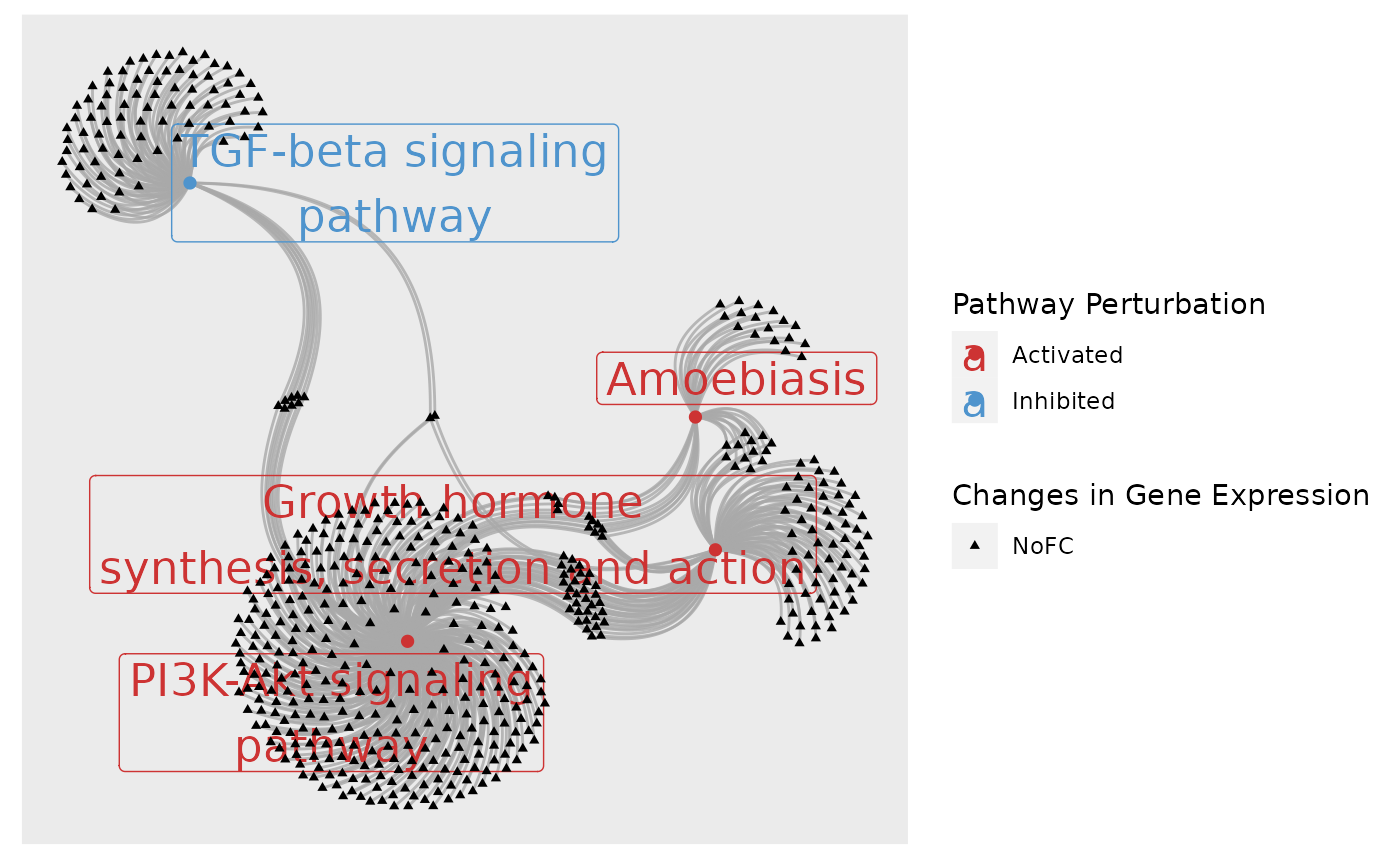 TGF-beta signaling
pathway
Amoebiasis
Growth hormone
synthesis, secretion and action
PI3K-Akt signaling
pathway
Pathway Perturbation
a Activated
a Inhibited
Changes in Gene Expression
NoFC